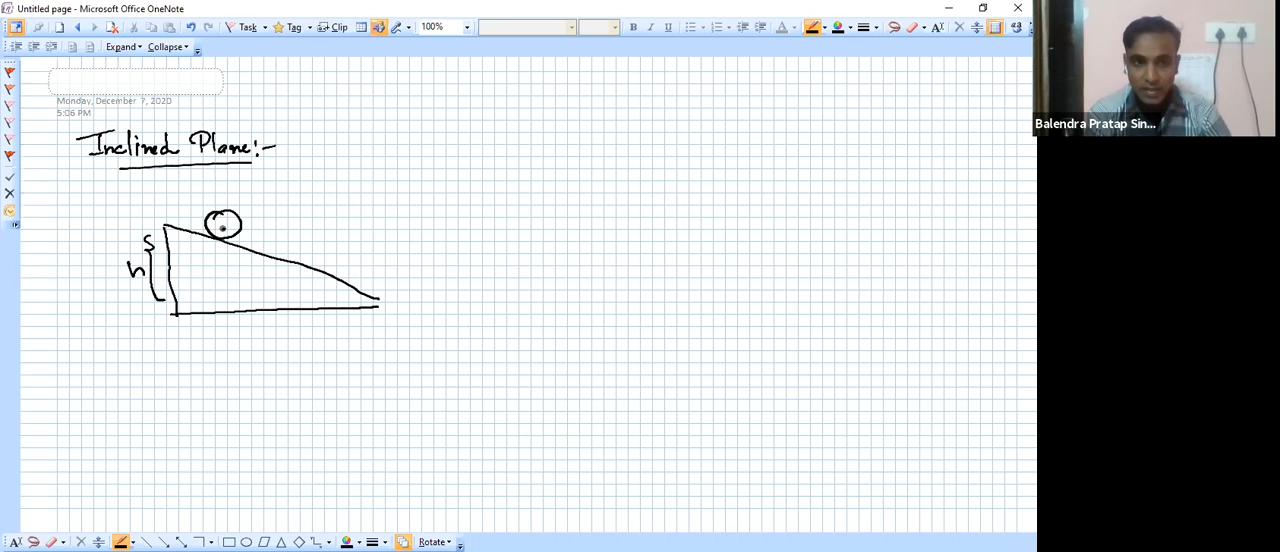 Untitled page - Microsoft Office OneNote
Task Tag Clip 100% B I U A
Expand Collapse
Monday, December 7, 2020
5:06 PM
Inclined Plane:-
h
Balendra Pratap Sin...
Rotate